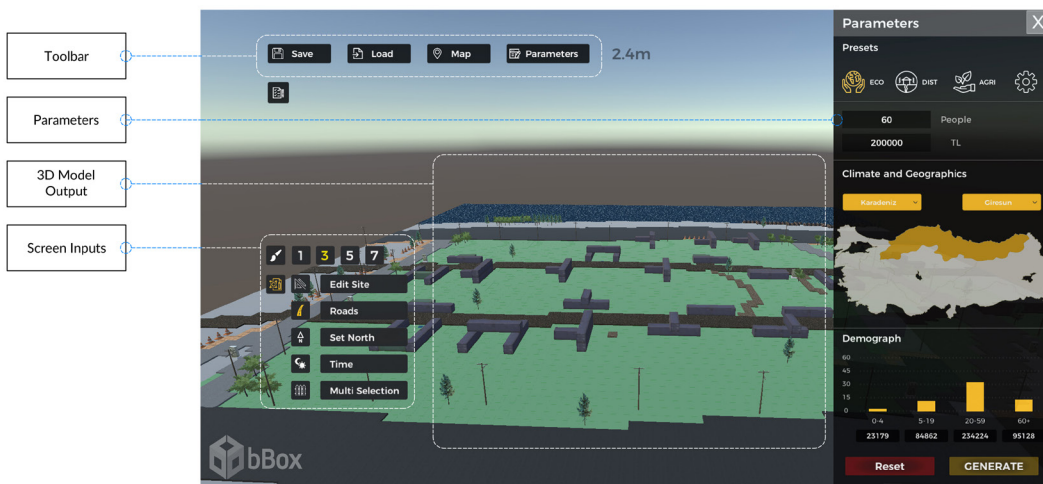 Toolbar
Parameters
3D Model
Output
Screen Inputs
Save
Load
Map
Parameters
2.4m
1
3
5
7
Edit Site
Roads
N
Set North
Time
Multi Selection
bBox
Parameters
X
Presets
ECO
DIST
AGRI
60
People
200000
TL
Climate and Geographics
Karadeniz
Giresun
Demograph
60
45
30
15
0
0-4
5-19
20-59
60+
23179
84862
234224
95128
Reset
GENERATE